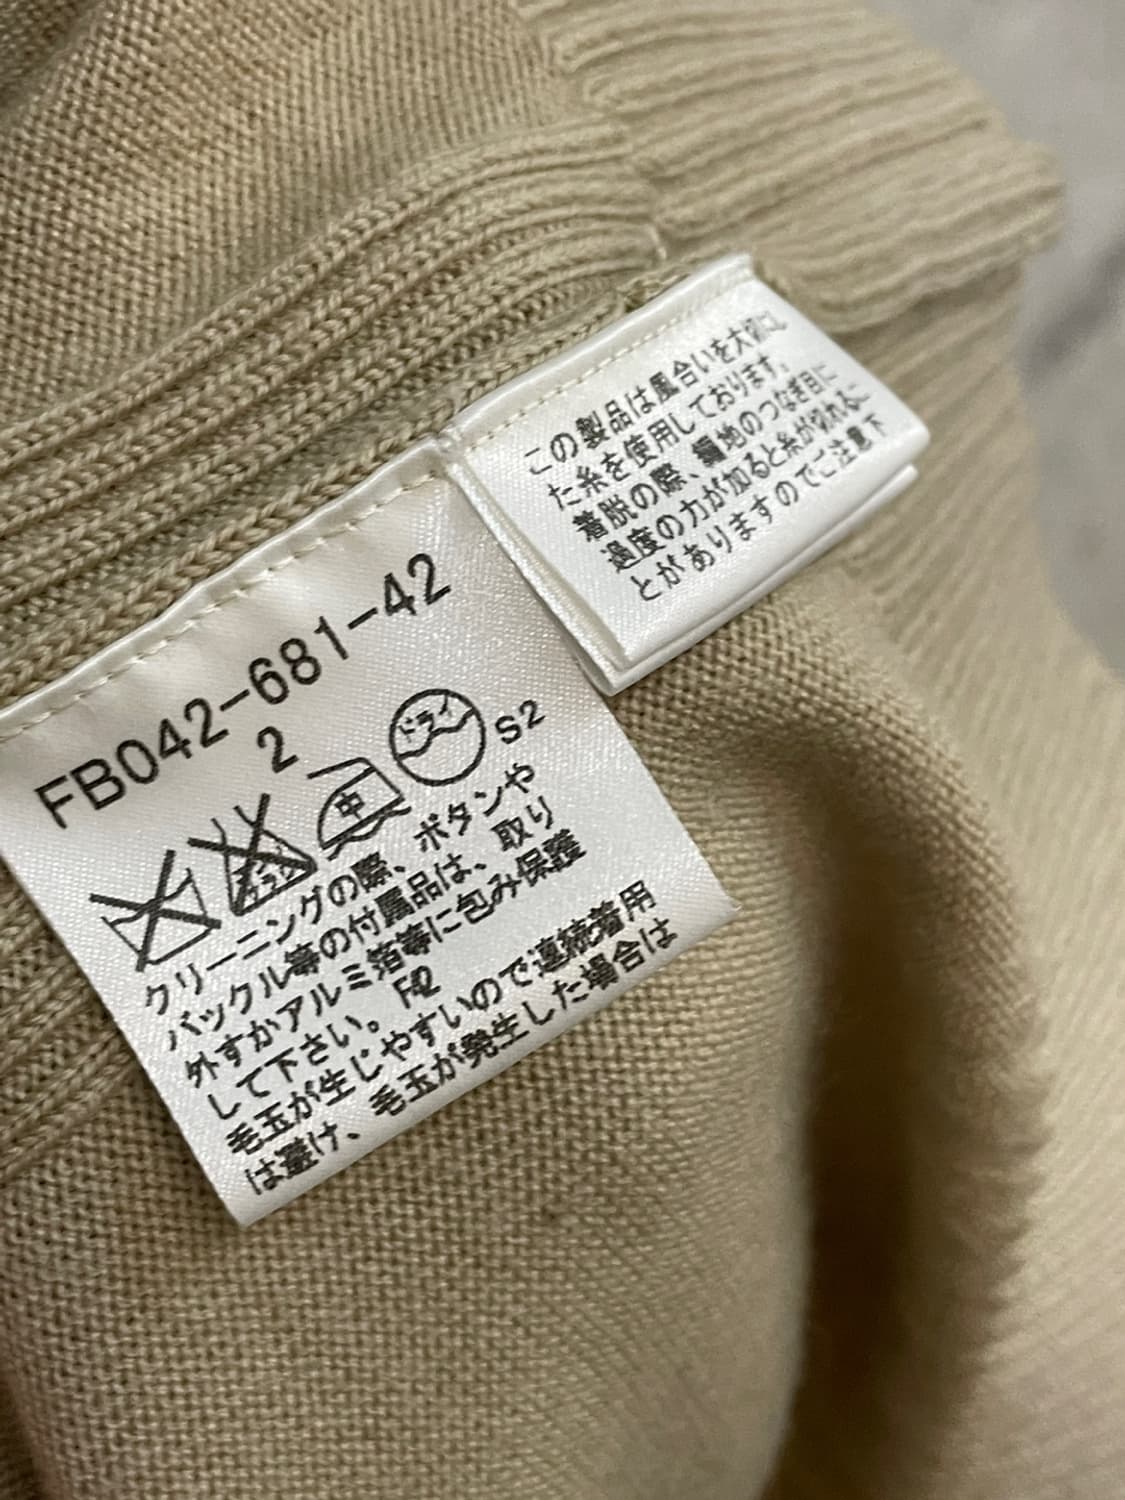 FB042-681-42
2
エンソサラ
中
ドライ
S2
クリーニングの際、ボタンや
バックル等の付属品は、取り
外すかアルミ箔等に包み保護
して下さい。
毛玉が生じやすいので連続着用
は避け、毛玉が発生した場合は
この製品は風合いを大切にし
た糸を使用しております。
着脱の際、編地のつなぎ目に
過度の力が加ると糸が切れるこ
とがありますのでご注意下